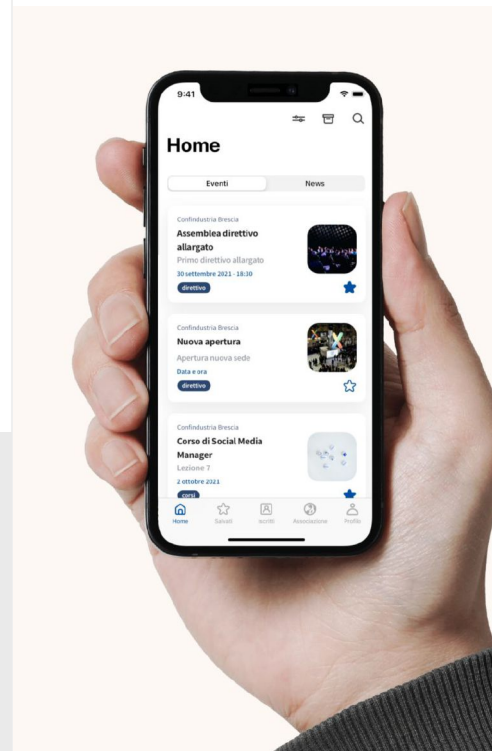 9:41
Home
Eventi News
Confindustria Brescia
Assemblea direttivo
allargato
Primo direttivo allargato
30 settembre 2021 - 18:30
direttivo
Confindustria Brescia
Nuova apertura
Apertura nuova sede
Data e ora
direttivo
Confindustria Brescia
Corso di Social Media
Manager
Lezione 7
2 ottobre 2021
corsi
Home Salvati Iscritti Associazione Profilo